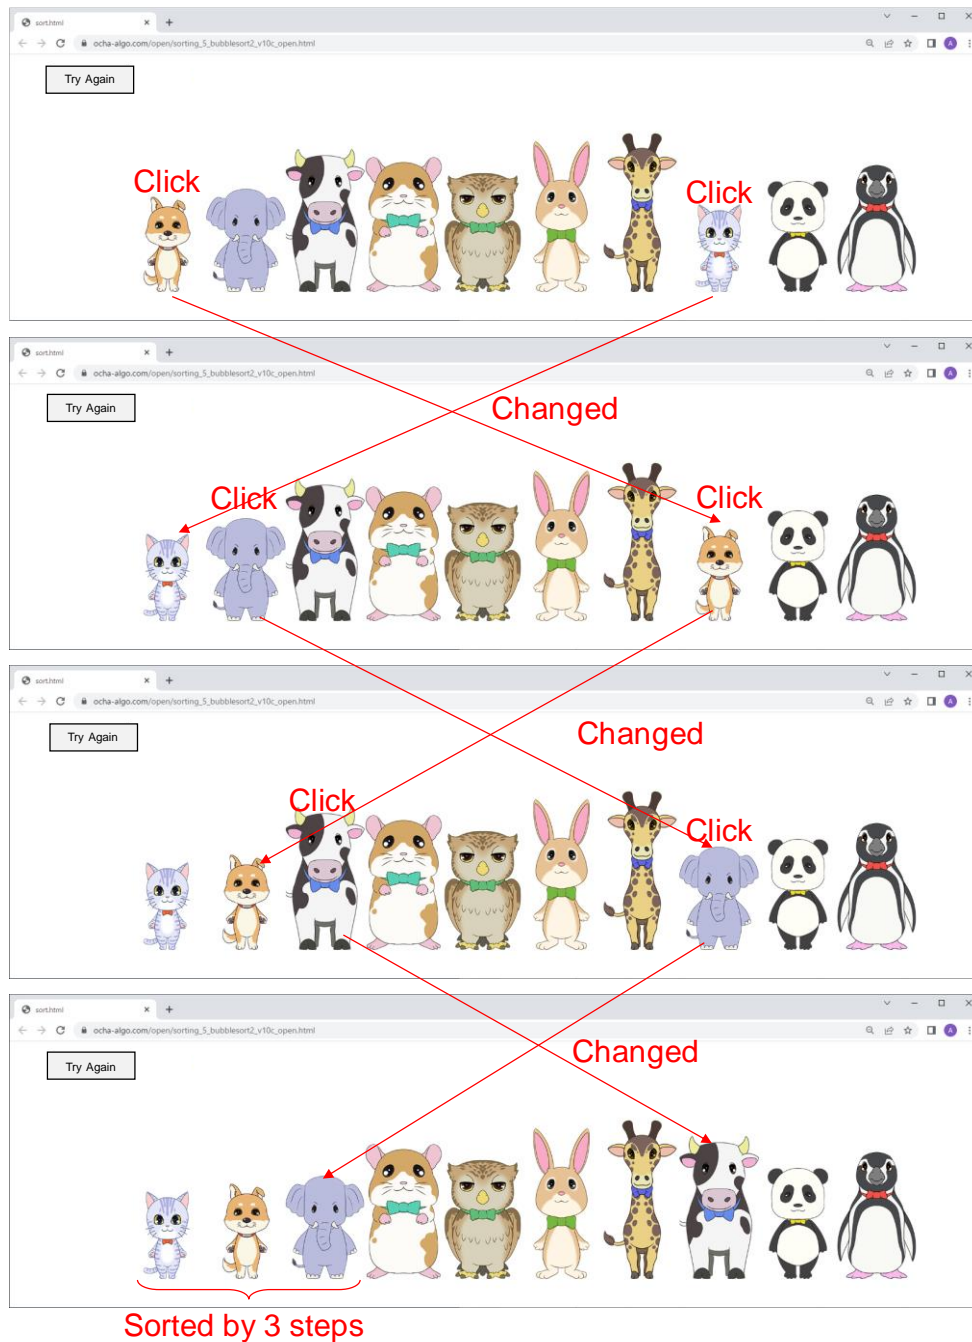 sort.html
ocha-algo.com/open/sorting_5_bubblesort2_v10c_open.html
Try Again
Click
Click
sort.html
ocha-algo.com/open/sorting_5_bubblesort2_v10c_open.html
Try Again
Changed
Click
Click
sort.html
ocha-algo.com/open/sorting_5_bubblesort2_v10c_open.html
Try Again
Changed
Click
Click
sort.html
ocha-algo.com/open/sorting_5_bubblesort2_v10c_open.html
Try Again
Changed
Sorted by 3 steps